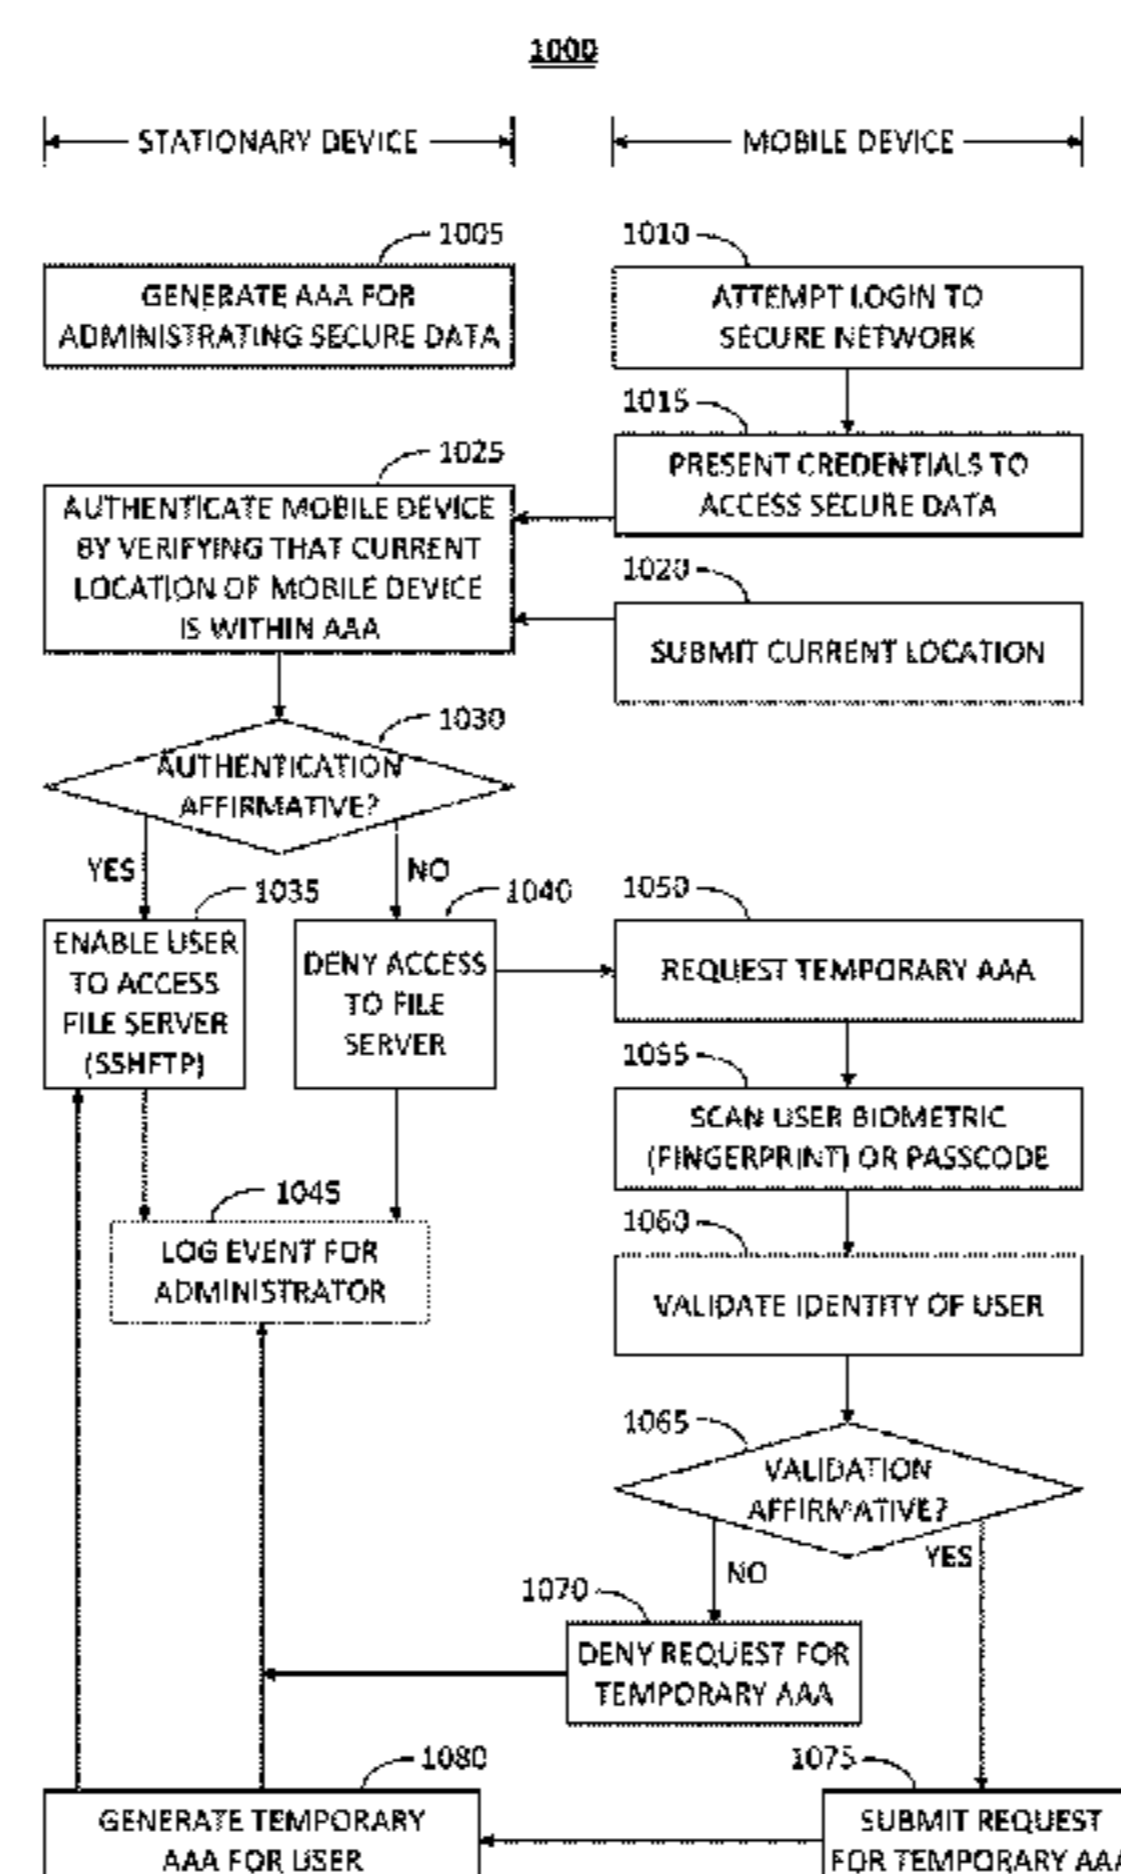 1000
STATIONARY DEVICE
MOBILE DEVICE
1005
GENERATE AAA FOR
ADMINISTRATING SECURE DATA
1010
ATTEMPT LOGIN TO
SECURE NETWORK
1015
PRESENT CREDENTIALS TO
ACCESS SECURE DATA
1020
SUBMIT CURRENT LOCATION
1025
AUTHENTICATE MOBILE DEVICE
BY VERIFYING THAT CURRENT
LOCATION OF MOBILE DEVICE
IS WITHIN AAA
1030
AUTHENTICATION
AFFIRMATIVE?
YES
NO
1035
ENABLE USER
TO ACCESS
FILE SERVER
(SSHFTP)
1040
DENY ACCESS
TO FILE
SERVER
1045
LOG EVENT FOR
ADMINISTRATOR
1050
REQUEST TEMPORARY AAA
1055
SCAN USER BIOMETRIC
(FINGERPRINT) OR PASSCODE
1060
VALIDATE IDENTITY OF USER
1065
VALIDATION
AFFIRMATIVE?
NO
YES
1070
DENY REQUEST FOR
TEMPORARY AAA
1075
SUBMIT REQUEST
FOR TEMPORARY AAA
1080
GENERATE TEMPORARY
AAA FOR USER